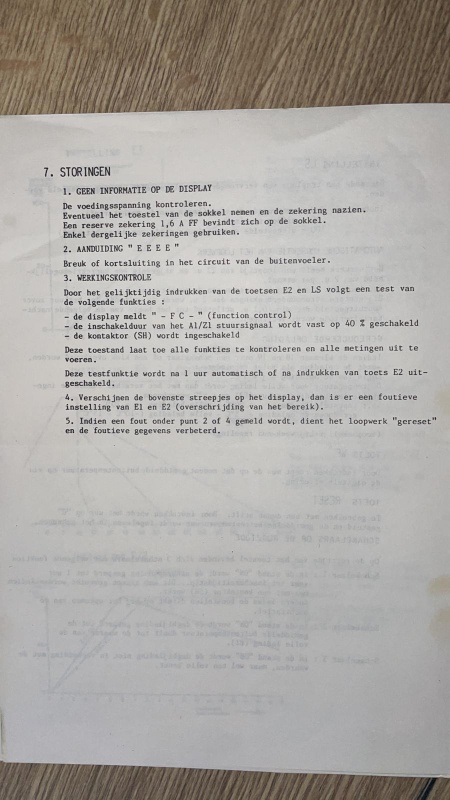 7. STORINGEN
1. GEEN INFORMATIE OP DE DISPLAY
De voedingsspanning kontroleren.
Eventueel het toestel van de sokkel nemen en de zekering nazien.
Een reserve zekering 1,6 A FF bevindt zich op de sokkel.
Enkel dergelijke zekeringen gebruiken.
2. AANDUIDING " E E E E "
Breuk of kortsluiting in het circuit van de buitenvoeler.
3. WERKINGSKONTROLE
Door het gelijktijdig indrukken van de toetsen E2 en LS volgt een test van
de volgende funkties :
- de display meldt " - F C - " (function control)
- de inschakelduur van het A1/Z1 stuursignaal wordt vast op 40 % geschakeld
- de kontaktor (SH) wordt ingeschakeld
Deze toestand laat toe alle funkties te kontroleren en alle metingen uit te
voeren.
Deze testfunktie wordt na 1 uur automatisch of na indrukken van toets E2 uit-
geschakeld.
4. Verschijnen de bovenste streepjes op het display, dan is er een foutieve
instelling van E1 en E2 (overschrijding van het bereik).
5. Indien een fout onder punt 2 of 4 gemeld wordt, dient het loopwerk "gereset"
en de foutieve gegevens verbeterd.